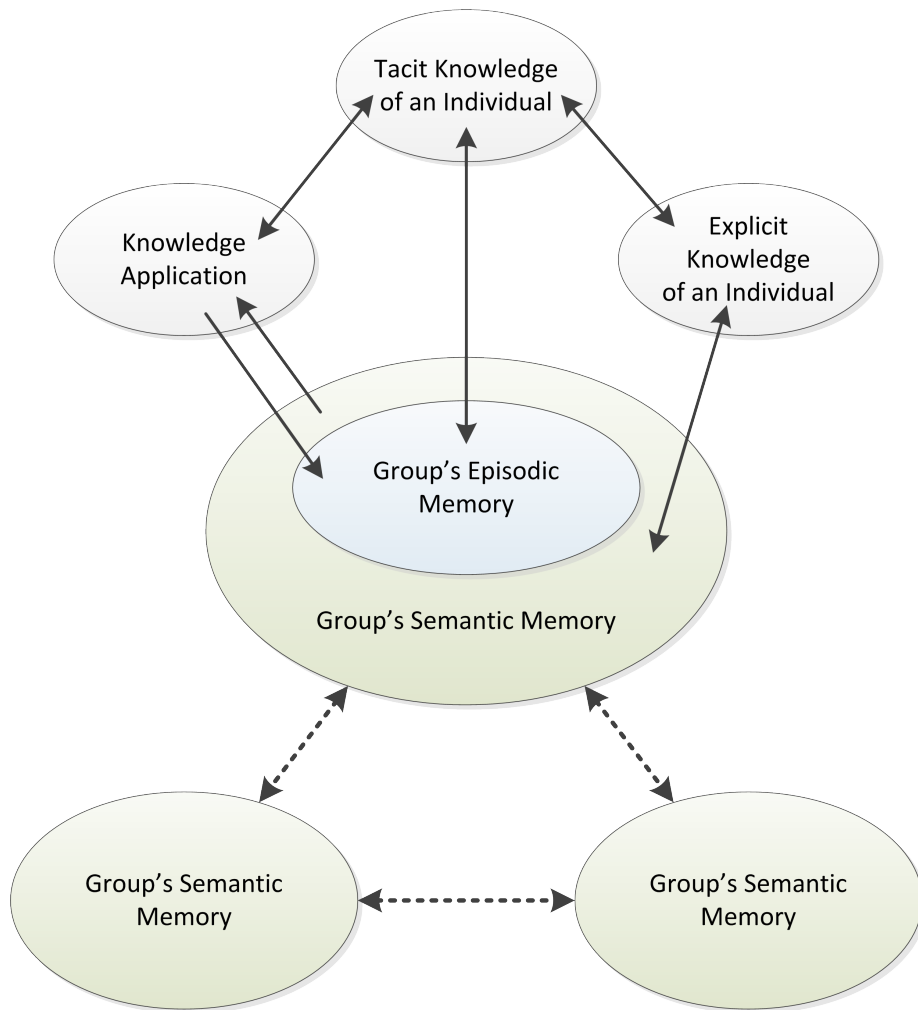 Tacit Knowledge
of an Individual
Knowledge
Application
Explicit
Knowledge
of an Individual
Group’s Episodic
Memory
Group’s Semantic Memory
Group’s Semantic
Memory
Group’s Semantic
Memory